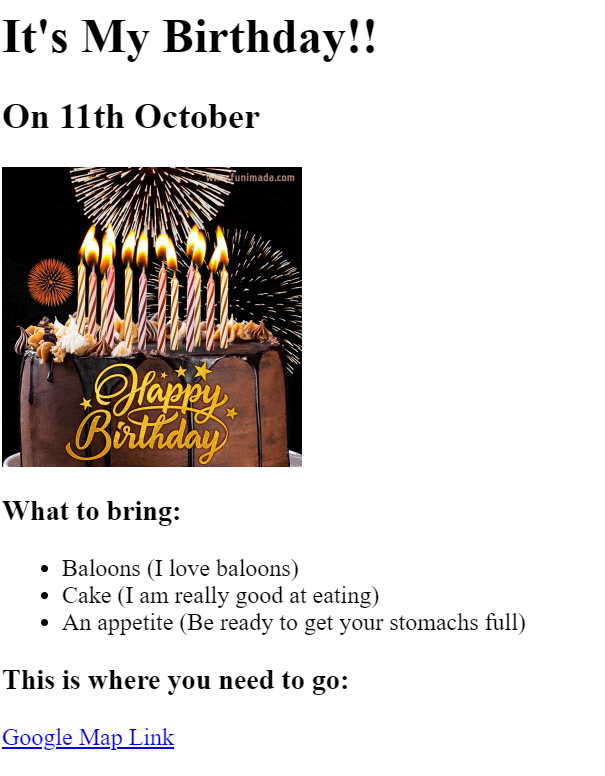 It's My Birthday!!
On 11th October
www.funimada.com
Happy
Birthday
What to bring:
Baloons (I love baloons)
Cake (I am really good at eating)
An appetite (Be ready to get your stomachs full)
This is where you need to go:
Google Map Link